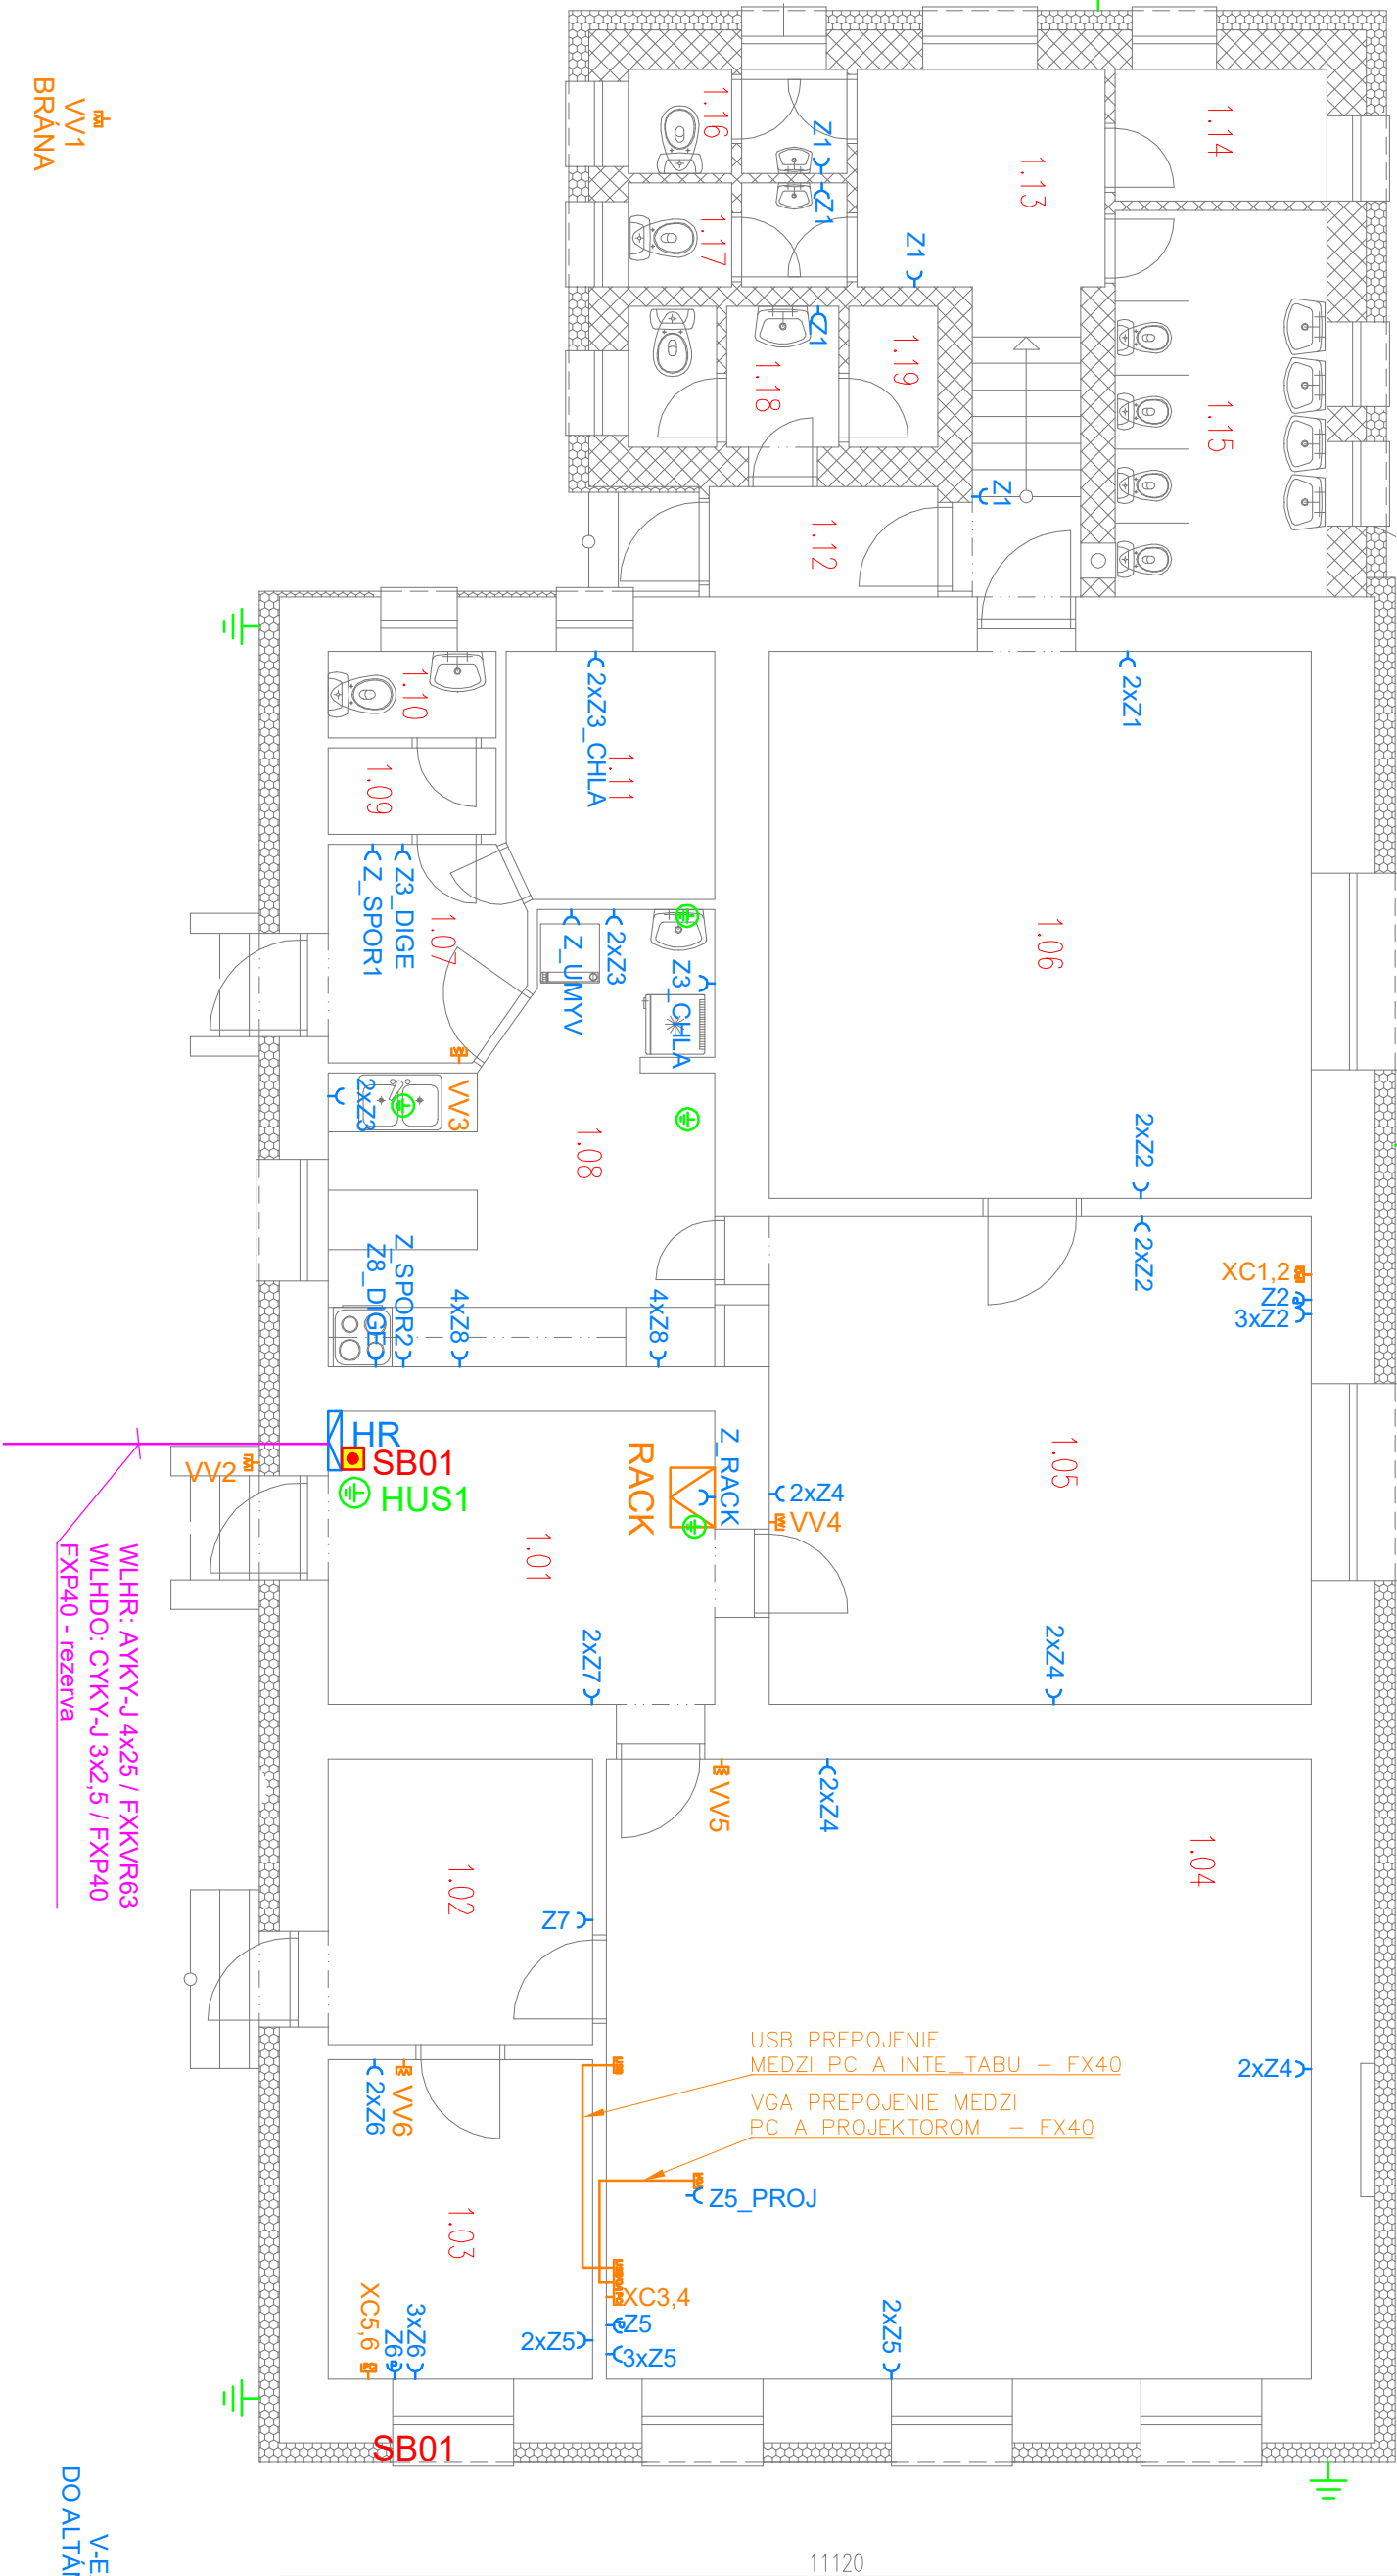 VV1
BRÁNA
1.16
Z1
1.17
Z1
1.13
1.14
Z1
1.15
Z1
1.18
1.19
Z1
1.12
1.10
2xZ3_CHLA
1.11
1.09
2xZ1
Z3_DIGE
Z_SPOR1
1.07
2xZ3
Z_UMYV
Z3_CHLA
1.06
VV3
2xZ3
1.08
2xZ2
2xZ2
XC1,2
Z2
3xZ2
Z_SPOR2
Z8_DIGE
4xZ8
4xZ8
HR
SB01
HUS1
VV2
RACK
Z_RACK
2xZ4
VV4
1.05
1.01
WLHR: AYKY-J 4x25 / FXKVR63
WLHDO: CYKY-J 3x2,5 / FXP40
FXP40 - rezerva
2xZ7
2xZ4
VV5
2xZ4
1.04
1.02
Z7
USB PREPOJENIE
MEDZI PC A INTE_TABU – FX40
VGA PREPOJENIE MEDZI
PC A PROJEKTOROM – FX40
2xZ4
VV6
2xZ6
Z5_PROJ
1.03
XC3,4
XC5,6
Z6
3xZ6
Z5
2xZ5
3xZ5
2xZ5
SB01
V-E
DO ALTÁ
11120